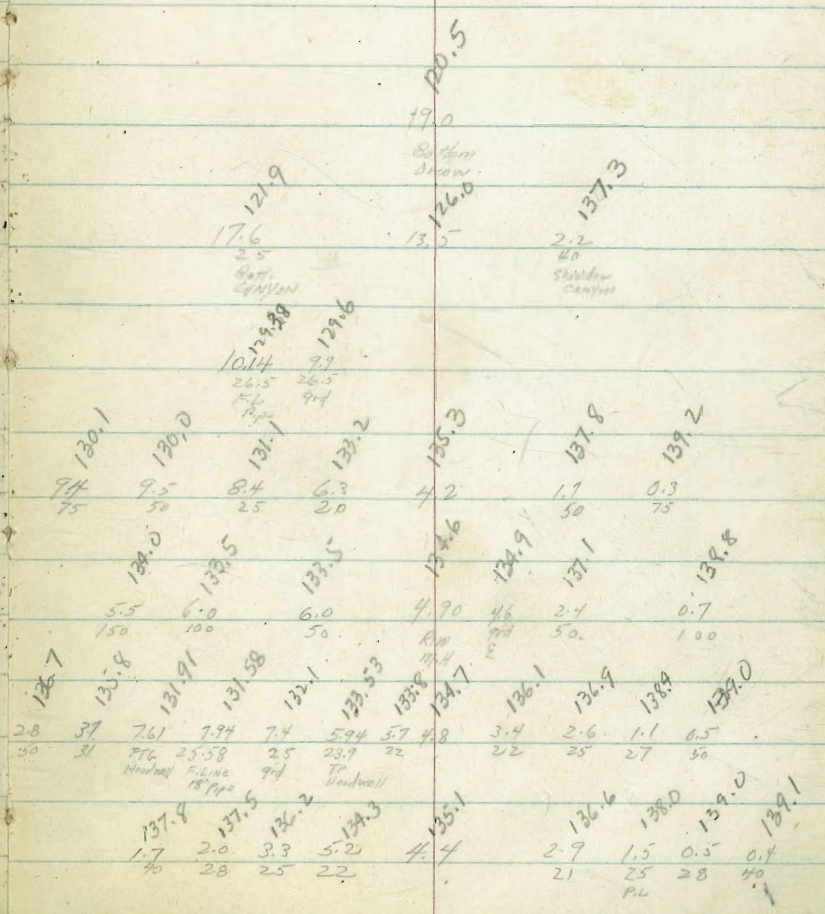 120.5
19.0
Bottom
Draw
121.9 126.0 137.3
17.6 13.5 2.2
25 40
Bott. Shoulder
CANYON CANYON
129.38 129.6
10.14 9.9
26.5 26.5
F.L. grd
Pipe
130.1 130.0 131.1 133.2 135.3 137.8 139.2
9.4 9.5 8.4 6.3 4.2 1.7 0.3
75 50 25 20 50 75
134.0 133.5 133.5 134.6 134.9 137.1 138.8
5.5 6.0 6.0 4.90 4.6 2.4 0.7
150 100 50 Rim grd 50 100
M.H
136.7 135.8 131.91 131.58 132.1 133.53 133.8 134.7 136.1 136.9 138.4 139.0
2.8 3.7 7.61 7.94 7.4 5.94 5.7 4.8 3.4 2.6 1.1 0.5
50 31 FTG 25.58 25 23.9 22 22 25 27 50
Headwall F.Line grd TP
18" Pipe Headwall
137.8 137.5 136.2 134.3 135.1 136.6 138.0 139.0 139.1
1.7 2.0 3.3 5.2 4.4 2.9 1.5 0.5 0.4
40 28 25 22 21 25 28 40
P.L